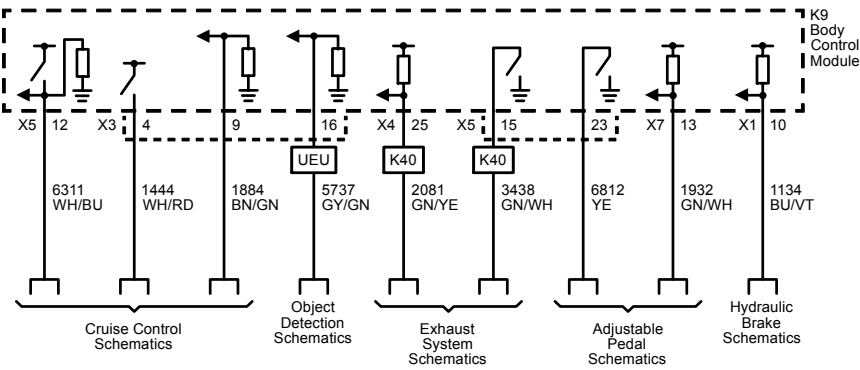 K9
Body
Control
Module
X5 12 X3 4 9 16 X4 25 X5 15 23 X7 13 X1 10
UEU K40 K40
6311 1444 1884 5737 2081 3438 6812 1932 1134
WH/BU WH/RD BN/GN GY/GN GN/YE GN/WH YE GN/WH BU/VT
Cruise Control
Schematics
Object
Detection
Schematics
Exhaust
System
Schematics
Adjustable
Pedal
Schematics
Hydraulic
Brake
Schematics